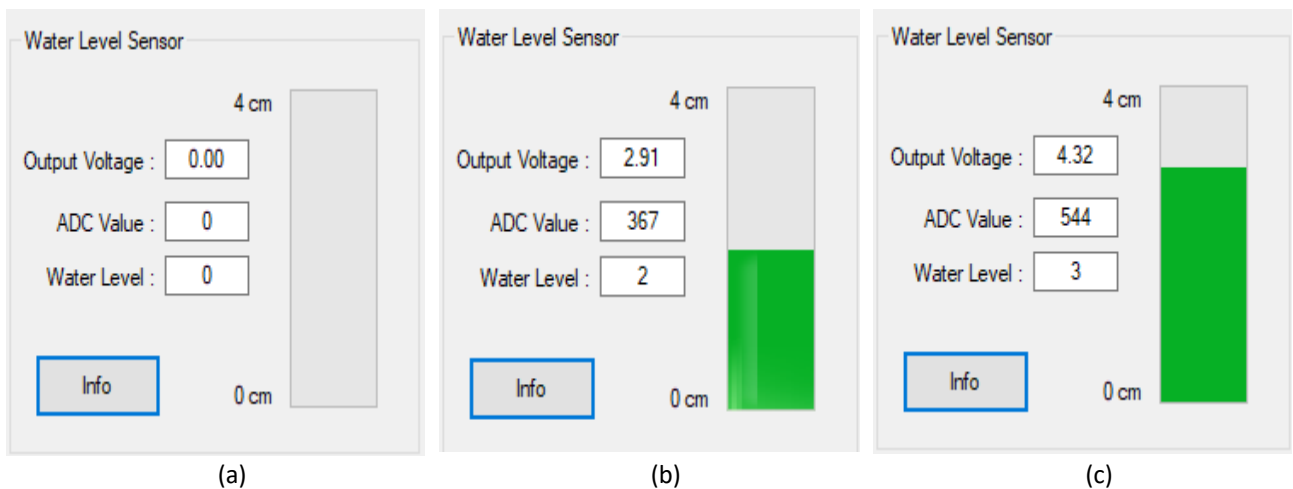 Water Level Sensor
4 cm
Output Voltage : 0.00
ADC Value : 0
Water Level : 0
Info
0 cm
(a)
Water Level Sensor
4 cm
Output Voltage : 2.91
ADC Value : 367
Water Level : 2
Info
0 cm
(b)
Water Level Sensor
4 cm
Output Voltage : 4.32
ADC Value : 544
Water Level : 3
Info
0 cm
(c)